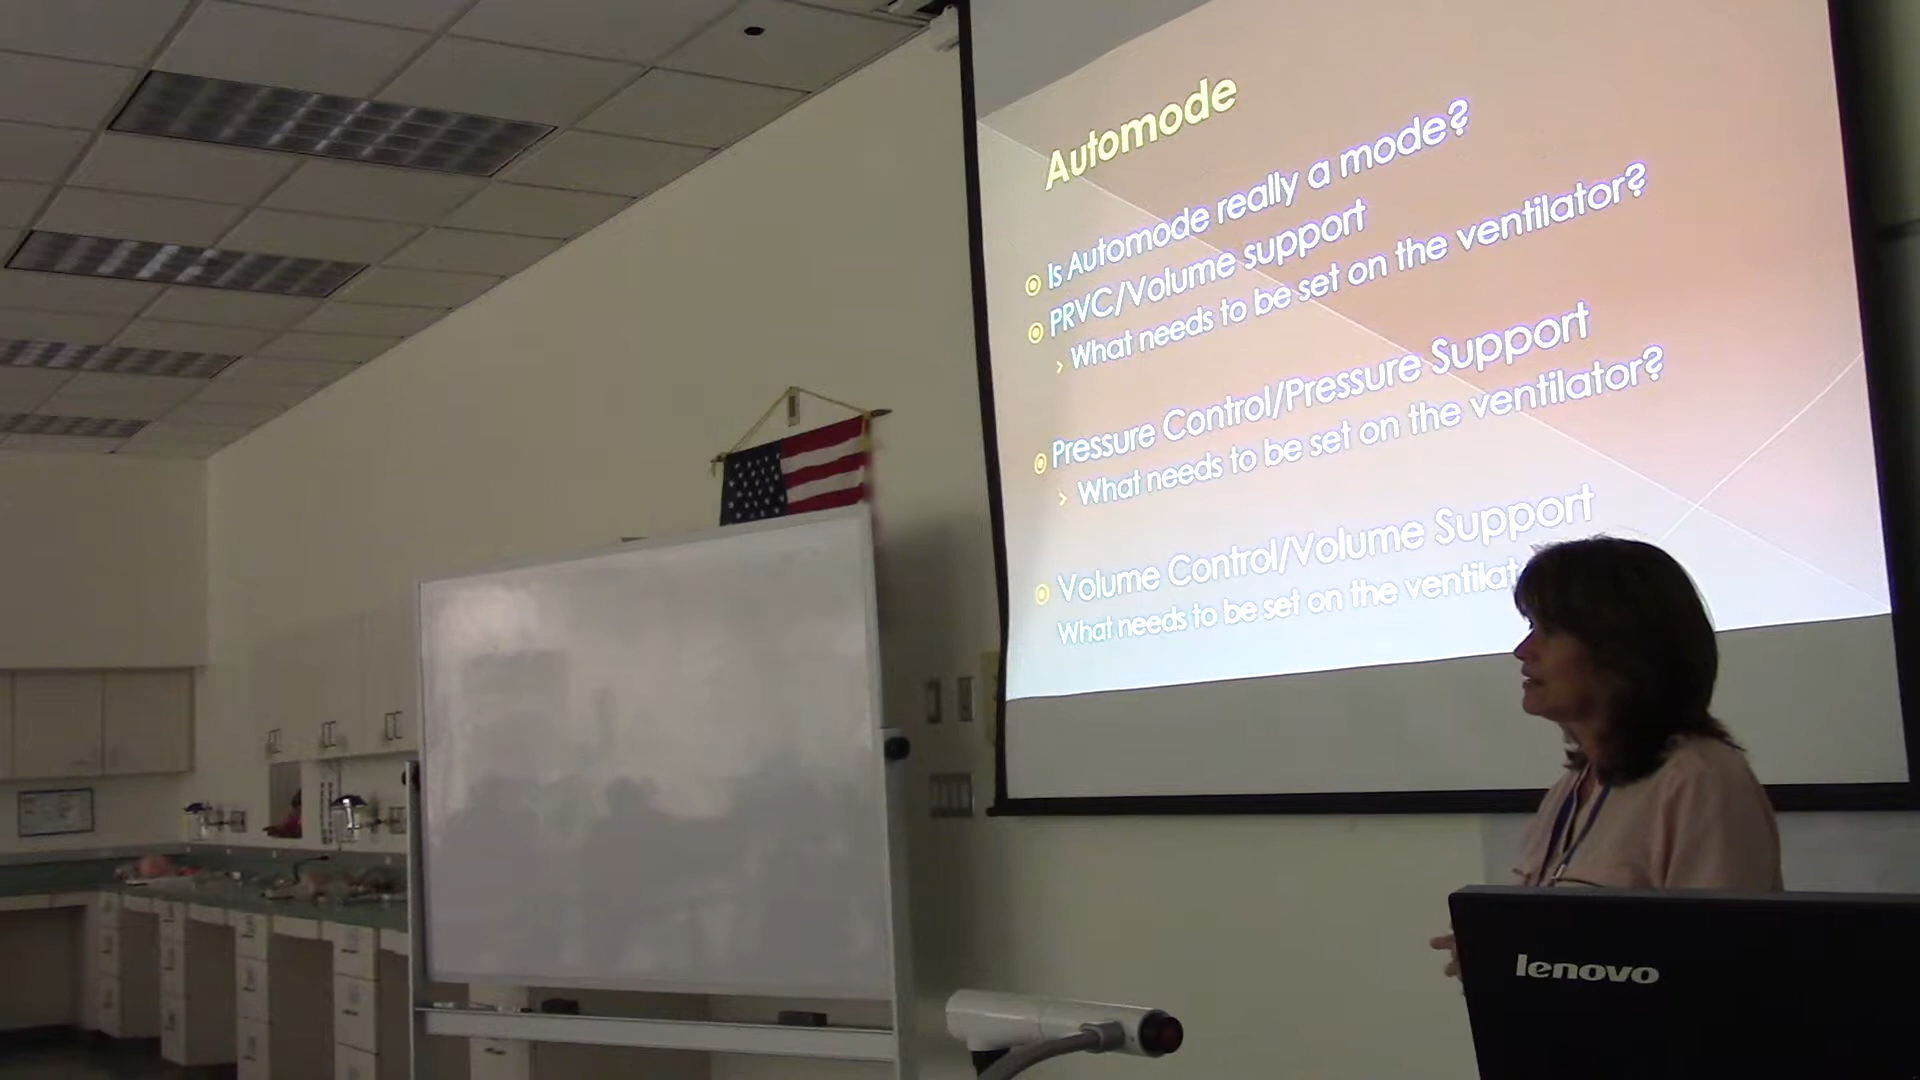 Automode
Is Automode really a mode?
PRVC/Volume support
What needs to be set on the ventilator?
Pressure Control/Pressure Support
What needs to be set on the ventilator?
Volume Control/Volume Support
What needs to be set on the
lenovo